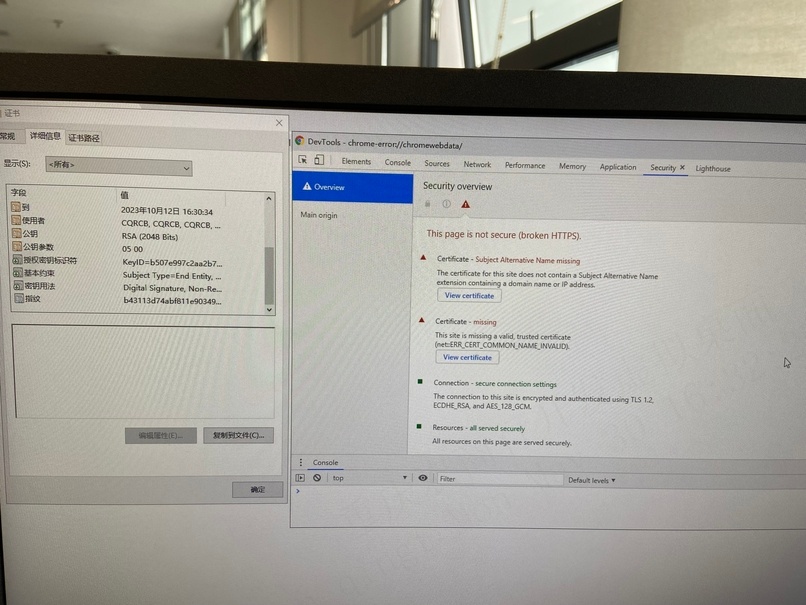 证书
常规 详细信息 证书路径
显示(S): <所有>
字段 值
到 2023年10月12日 16:30:34
使用者 CQRCB, CQRCB, CQRCB, ...
公钥 RSA (2048 Bits)
公钥参数 05 00
授权密钥标识符 KeyID=b507e997c2aa2b7...
基本约束 Subject Type=End Entity, ...
密钥用法 Digital Signature, Non-Re...
指纹 b43113d74abf811e90349...
编辑属性(E)... 复制到文件(C)...
确定
DevTools - chrome-error://chromewebdata/
Elements Console Sources Network Performance Memory Application Security Lighthouse
Overview
Main origin
Security overview
This page is not secure (broken HTTPS).
Certificate - Subject Alternative Name missing
The certificate for this site does not contain a Subject Alternative Name
extension containing a domain name or IP address.
View certificate
Certificate - missing
This site is missing a valid, trusted certificate
(net::ERR_CERT_COMMON_NAME_INVALID).
View certificate
Connection - secure connection settings
The connection to this site is encrypted and authenticated using TLS 1.2,
ECDHE_RSA, and AES_128_GCM.
Resources - all served securely
All resources on this page are served securely.
Console
top Filter Default levels